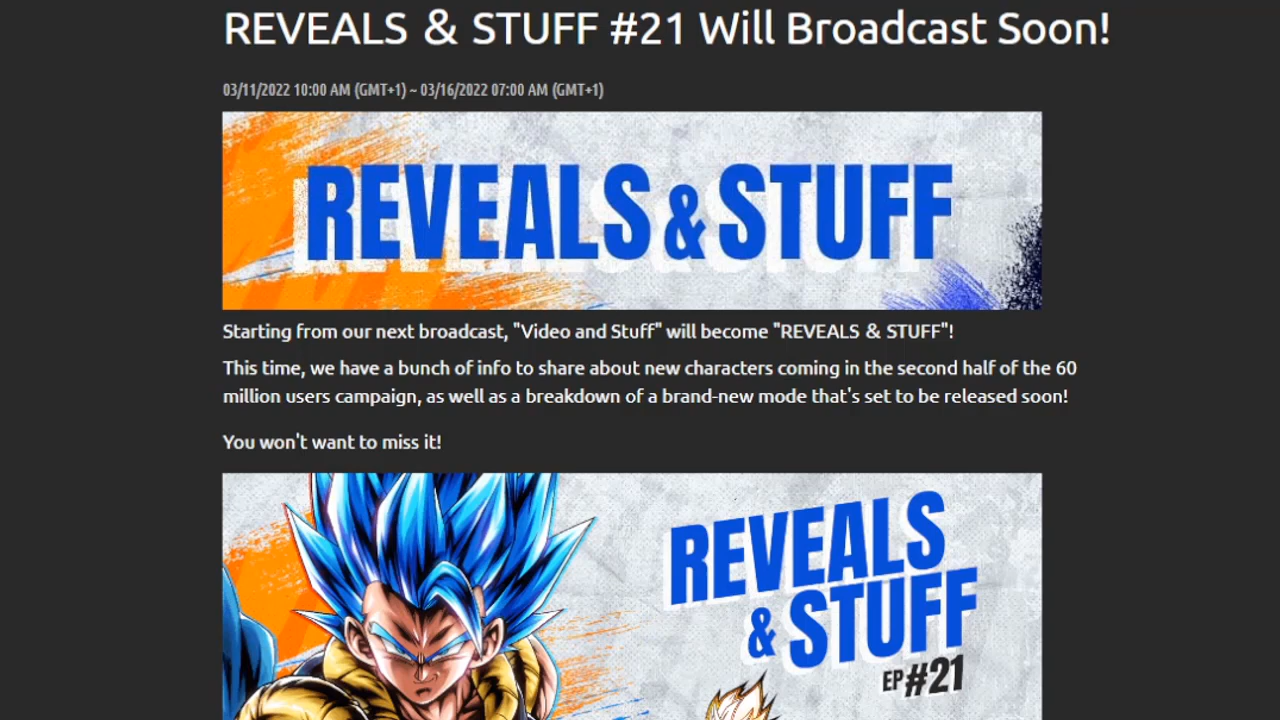 REVEALS & STUFF #21 Will Broadcast Soon!
03/11/2022 10:00 AM (GMT+1) ~ 03/16/2022 07:00 AM (GMT+1)
REVEALS & STUFF
Starting from our next broadcast, "Video and Stuff" will become "REVEALS & STUFF"!
This time, we have a bunch of info to share about new characters coming in the second half of the 60
million users campaign, as well as a breakdown of a brand-new mode that's set to be released soon!
You won't want to miss it!
REVEALS
& STUFF
EP#21